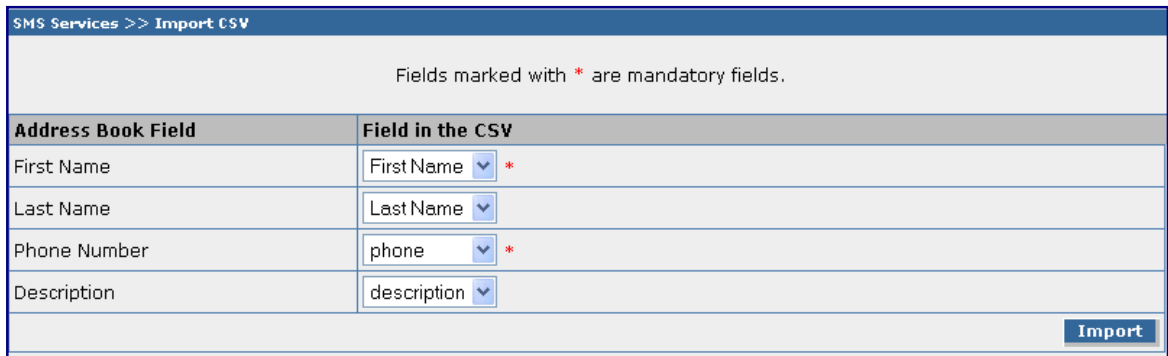 SMS Services >> Import CSV
Fields marked with * are mandatory fields.
Address Book Field Field in the CSV
First Name First Name *
Last Name Last Name
Phone Number phone *
Description description
Import